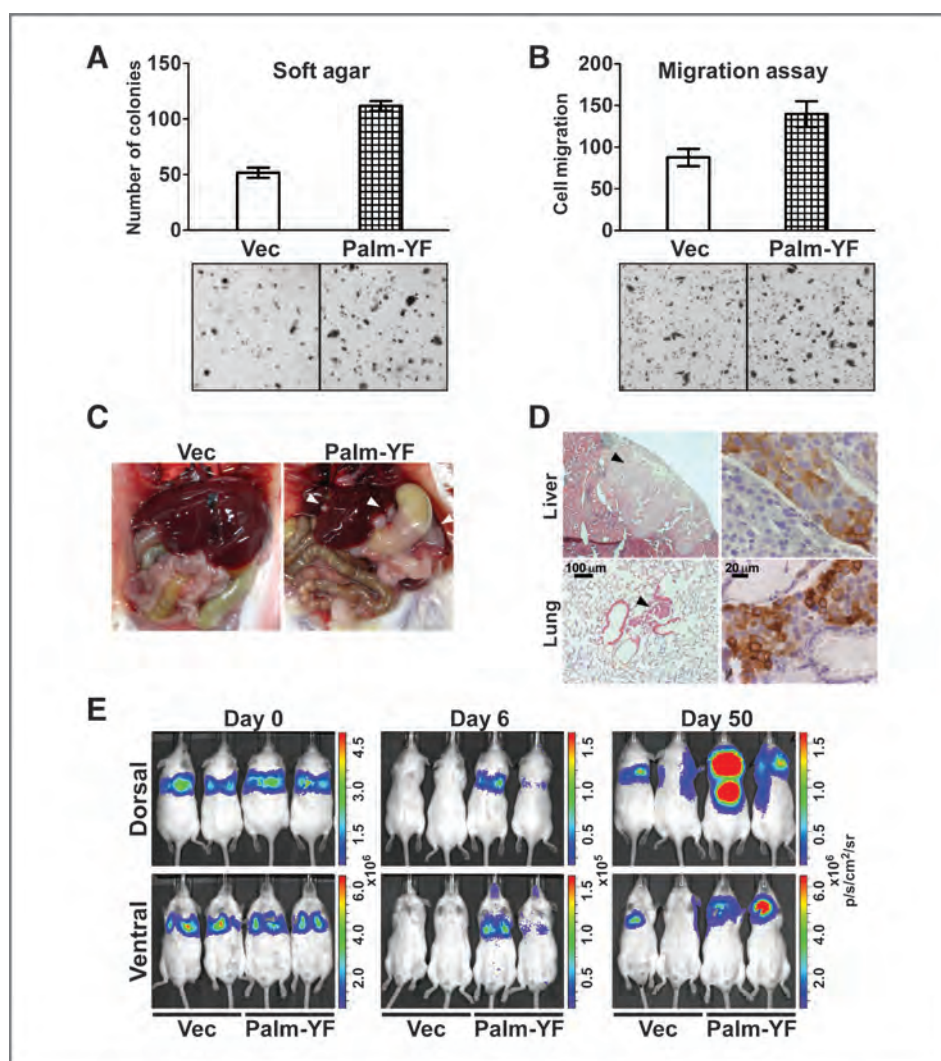 A
Soft agar
Number of colonies
150
100
50
0
Vec
Palm-YF
B
Migration assay
Cell migration
200
150
100
50
0
Vec
Palm-YF
C
Vec
Palm-YF
D
Liver
100 µm
20 µm
Lung
E
Day 0
Day 6
Day 50
Dorsal
4.5
3.0
1.5
1.5
1.0
0.5
1.5
1.0
0.5
x10⁶
x10⁵
x10⁶
p/s/cm²/sr
Ventral
6.0
4.0
2.0
1.5
1.0
0.5
6.0
4.0
2.0
Vec
Palm-YF
Vec
Palm-YF
Vec
Palm-YF